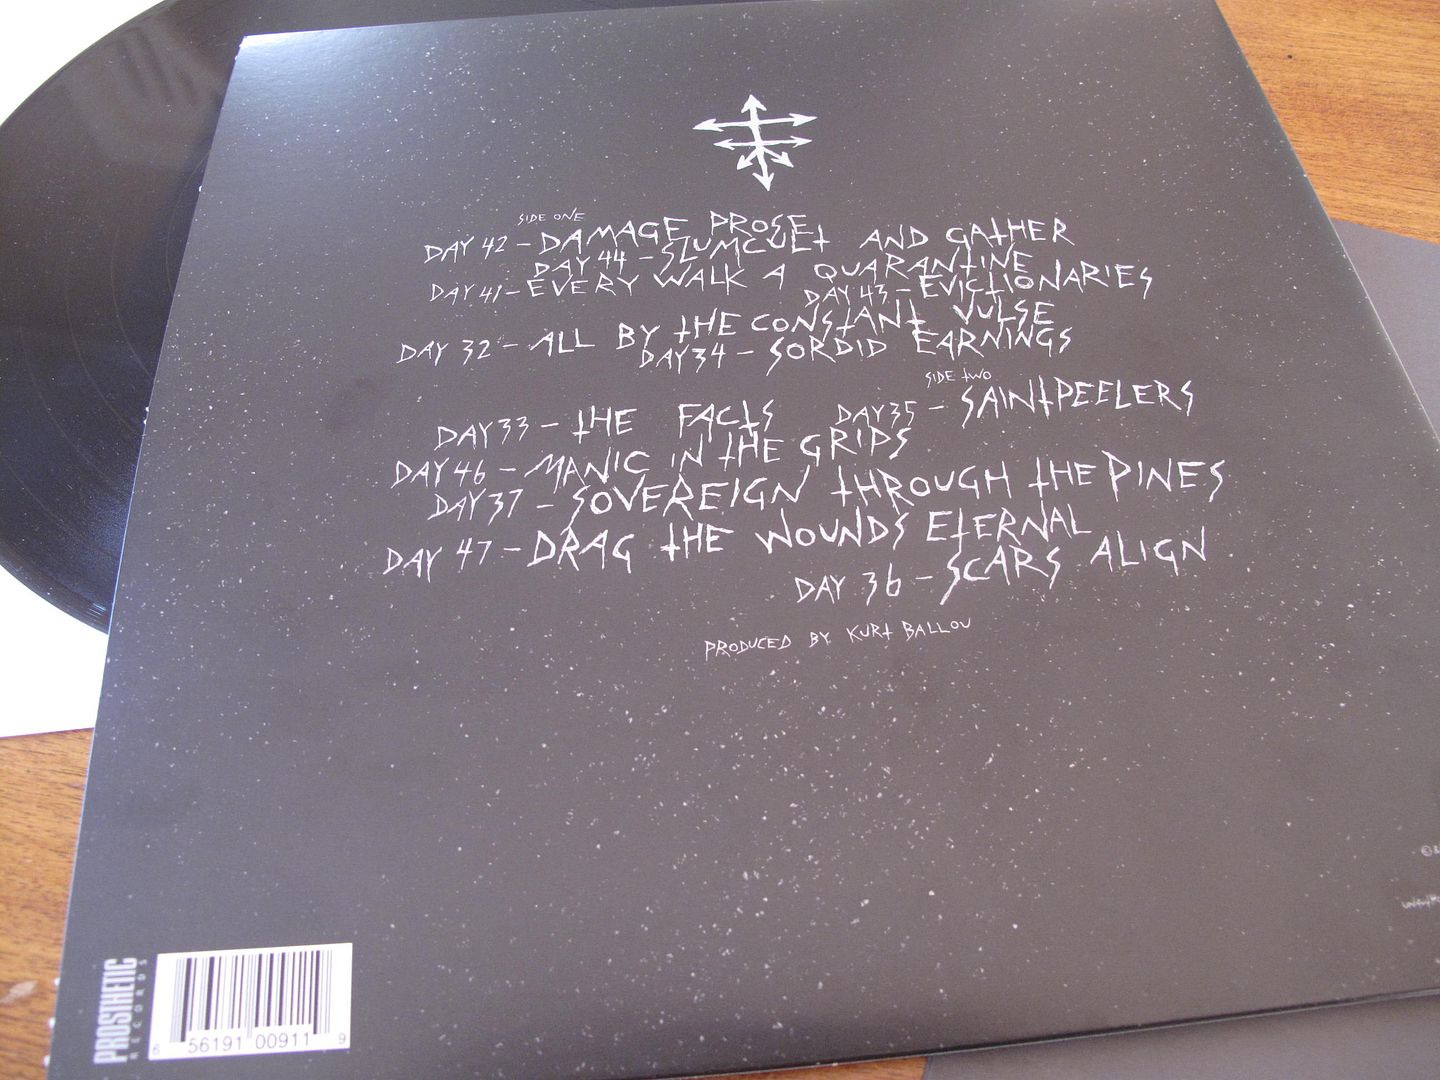 SIDE ONE
DAY 42 - DAMAGE PROSE
DAY 44 - SLUMCULT AND GATHER
DAY 41 - EVERY WALK A QUARANTINE
DAY 43 - EVICTIONARIES
DAY 32 - ALL BY THE CONSTANT VULSE
DAY 34 - SORDID EARNINGS
SIDE TWO
DAY 33 - THE FACTS DAY 35 - SAINTPEELERS
DAY 46 - MANIC IN THE GRIPS
DAY 37 - SOVEREIGN THROUGH THE PINES
DAY 47 - DRAG THE WOUNDS ETERNAL
DAY 36 - SCARS ALIGN
PRODUCED BY KURT BALLOU
PROSTHETIC
RECORDS
6 56191 00911 9